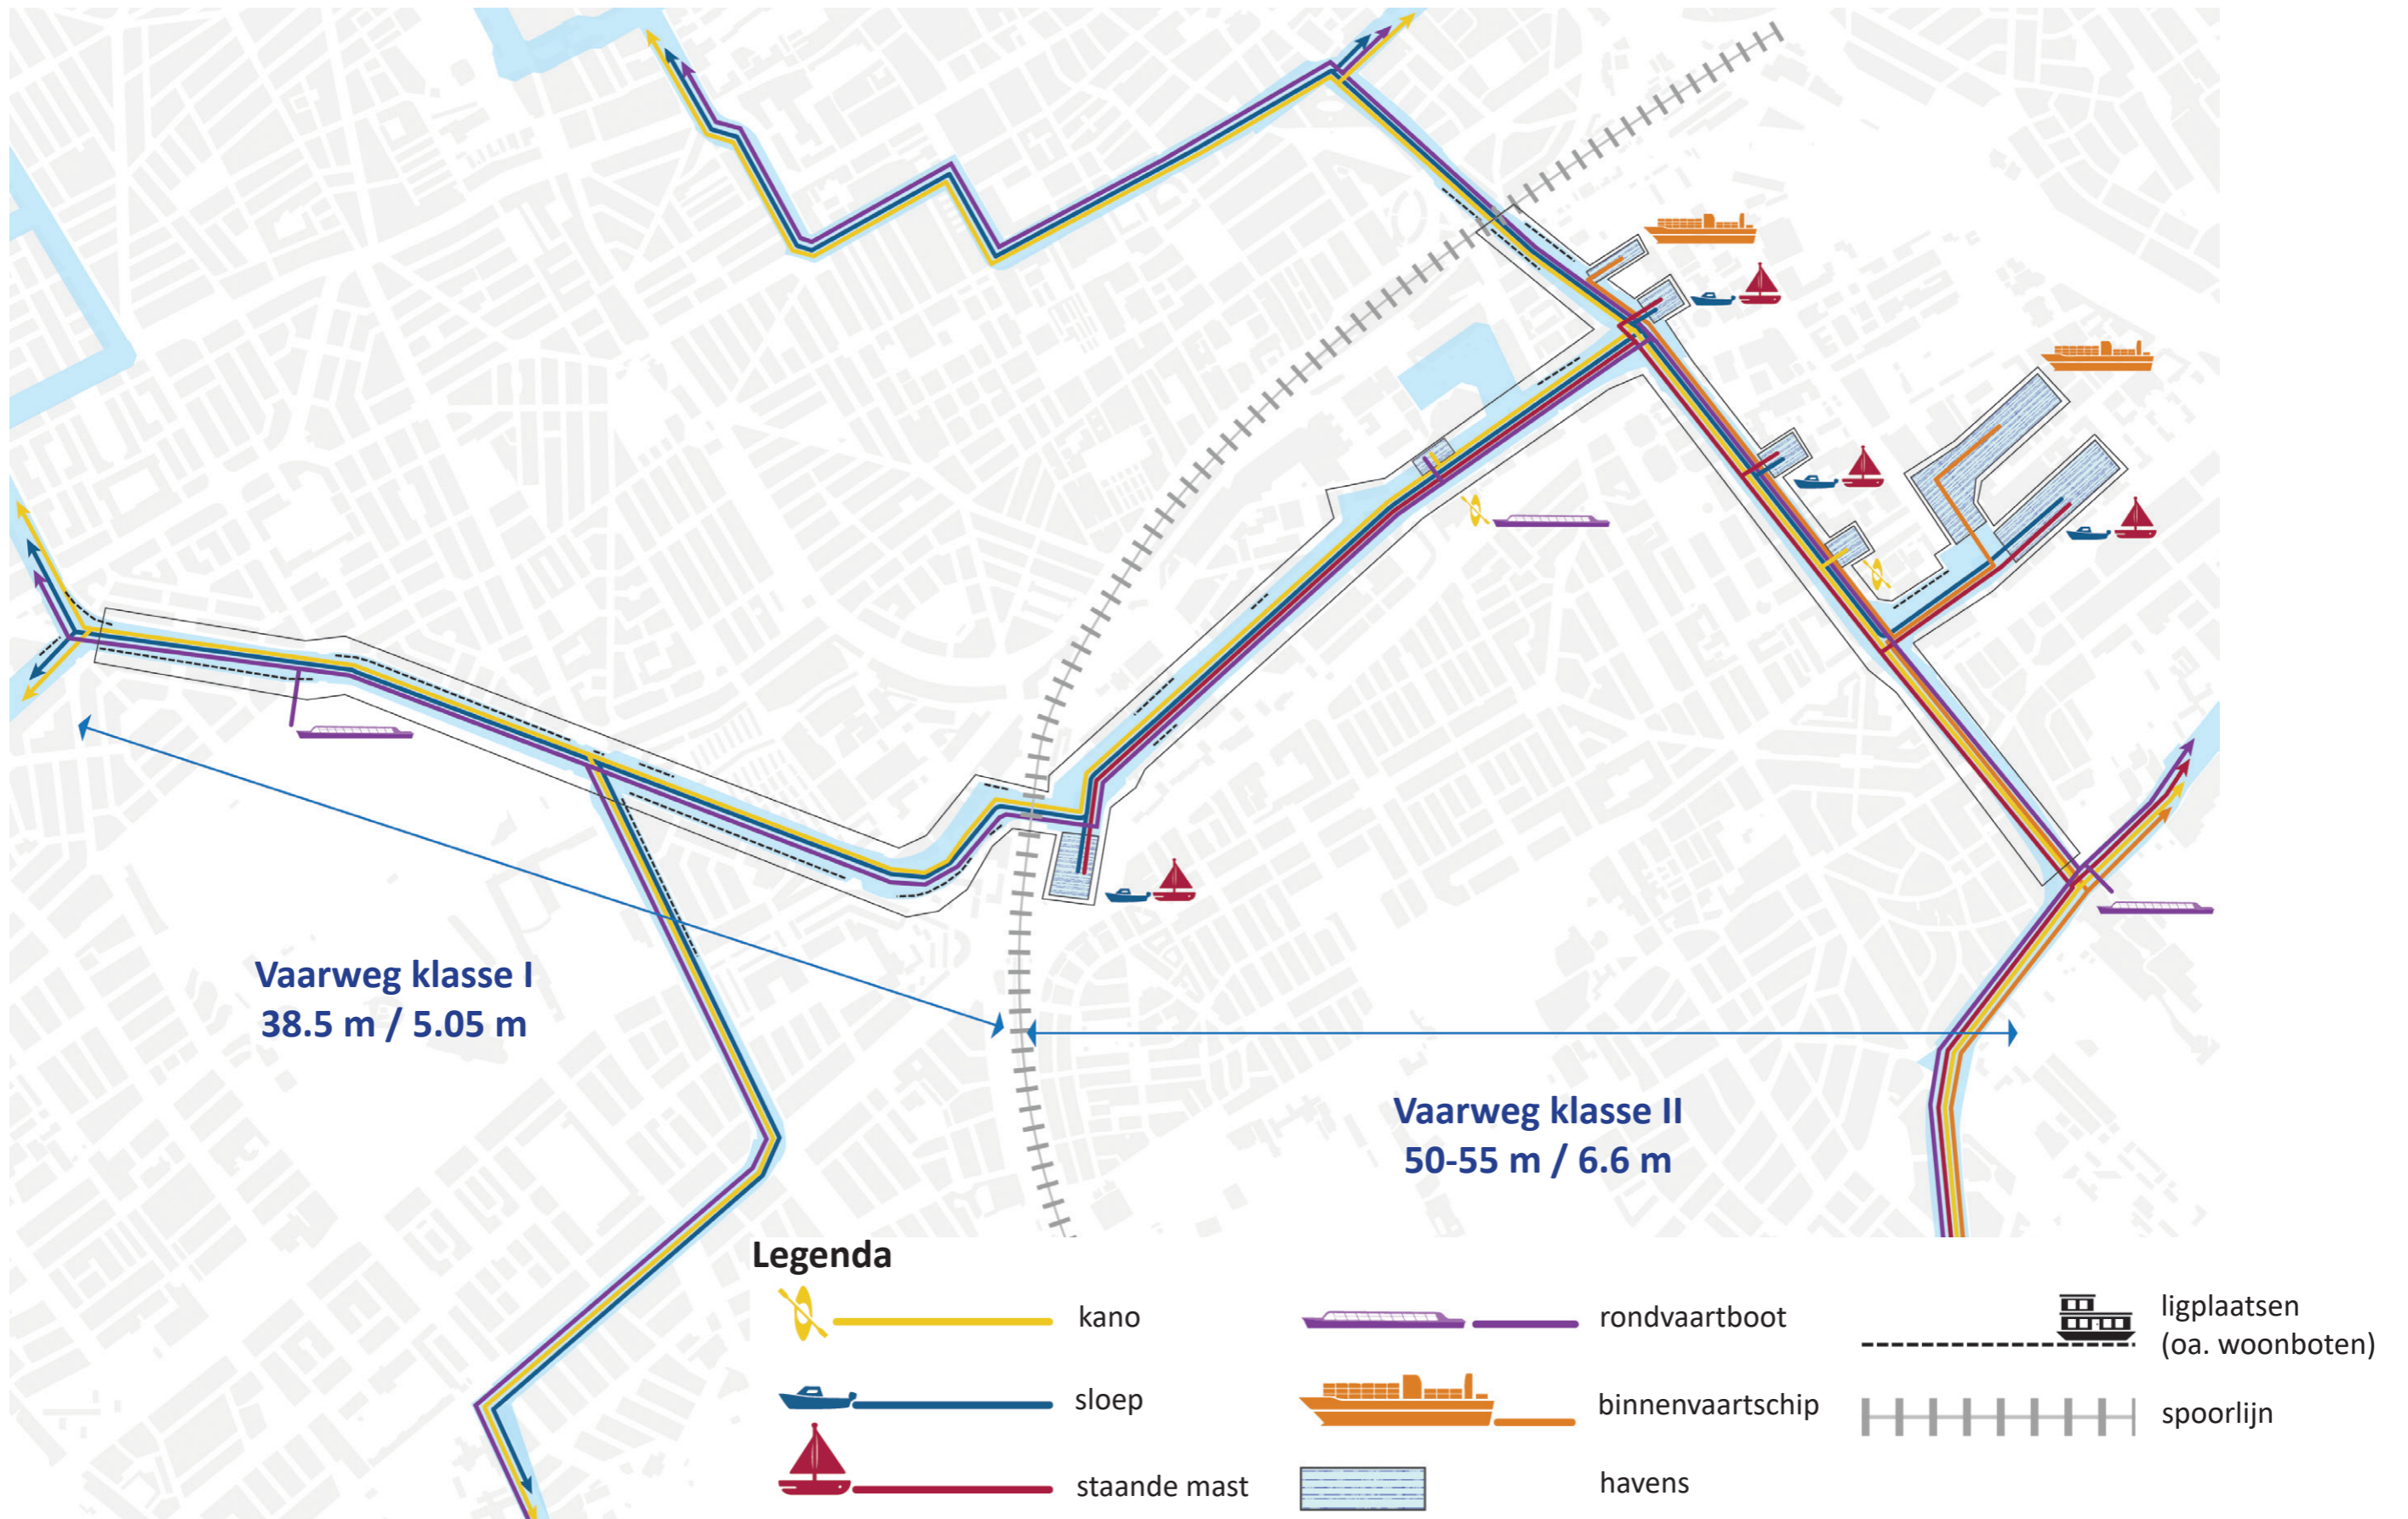 Vaarweg klasse I
38.5 m / 5.05 m
Vaarweg klasse II
50-55 m / 6.6 m
Legenda
kano
sloep
staande mast
rondvaartboot
binnenvaartschip
havens
ligplaatsen
(oa. woonboten)
spoorlijn